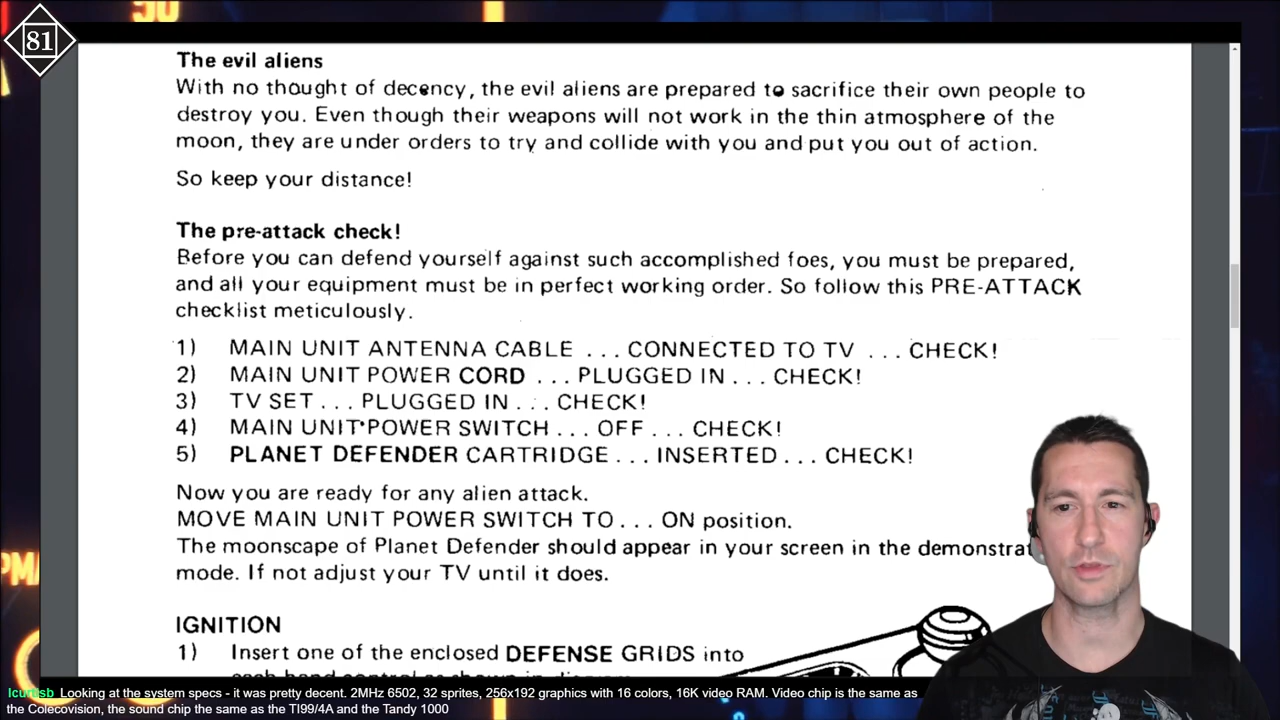 50
81
The evil aliens
With no thought of decency, the evil aliens are prepared to sacrifice their own people to
destroy you. Even though their weapons will not work in the thin atmosphere of the
moon, they are under orders to try and collide with you and put you out of action.
So keep your distance!
The pre-attack check!
Before you can defend yourself against such accomplished foes, you must be prepared,
and all your equipment must be in perfect working order. So follow this PRE-ATTACK
checklist meticulously.
1) MAIN UNIT ANTENNA CABLE ... CONNECTED TO TV ... CHECK!
2) MAIN UNIT POWER CORD ... PLUGGED IN ... CHECK!
3) TV SET ... PLUGGED IN ... CHECK!
4) MAIN UNIT POWER SWITCH ... OFF ... CHECK!
5) PLANET DEFENDER CARTRIDGE ... INSERTED ... CHECK!
Now you are ready for any alien attack.
MOVE MAIN UNIT POWER SWITCH TO ... ON position.
The moonscape of Planet Defender should appear in your screen in the demonstrat
mode. If not adjust your TV until it does.
IGNITION
1) Insert one of the enclosed DEFENSE GRIDS into
each hand control as shown in diagram
lcurtisb Looking at the system specs - it was pretty decent. 2MHz 6502, 32 sprites, 256x192 graphics with 16 colors, 16K video RAM. Video chip is the same as
the Colecovision, the sound chip the same as the TI99/4A and the Tandy 1000